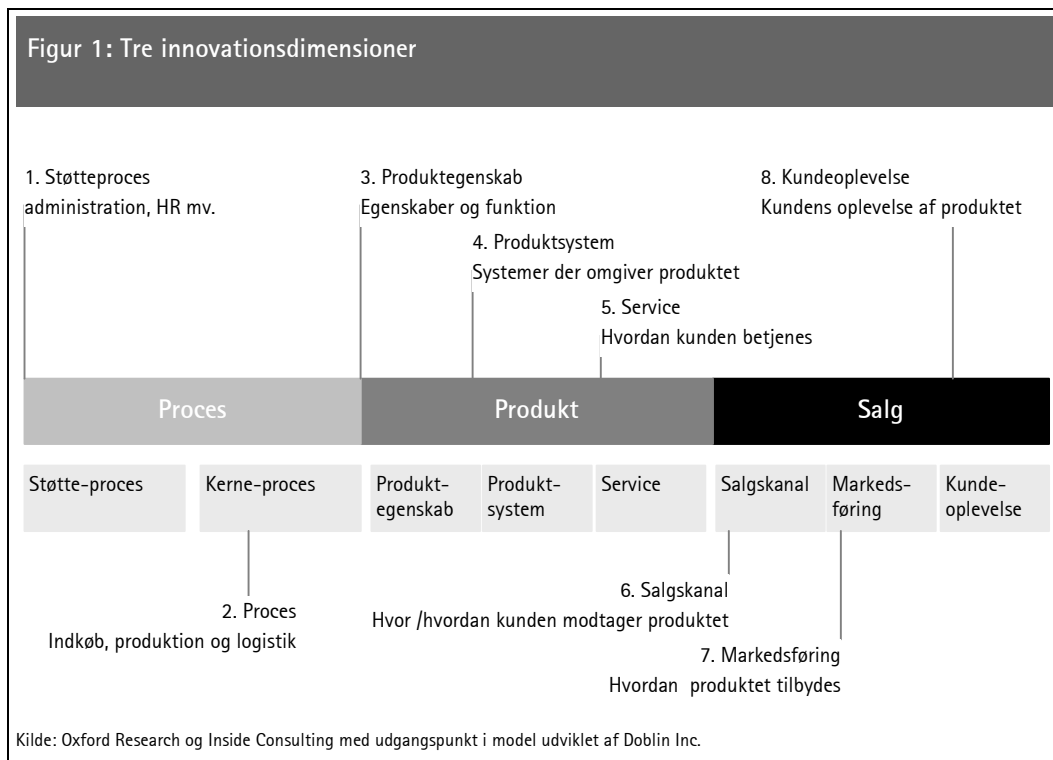 Figur 1: Tre innovationsdimensioner
1. Støtteproces
administration, HR mv.
3. Produktegenskab
Egenskaber og funktion
8. Kundeoplevelse
Kundens oplevelse af produktet
4. Produktsystem
Systemer der omgiver produktet
5. Service
Hvordan kunden betjenes
Proces
Produkt
Salg
Støtte-proces
Kerne-proces
Produkt-
egenskab
Produkt-
system
Service
Salgskanal
Markeds-
føring
Kunde-
oplevelse
2. Proces
Indkøb, produktion og logistik
6. Salgskanal
Hvor /hvordan kunden modtager produktet
7. Markedsføring
Hvordan produktet tilbydes
Kilde: Oxford Research og Inside Consulting med udgangspunkt i model udviklet af Doblin Inc.